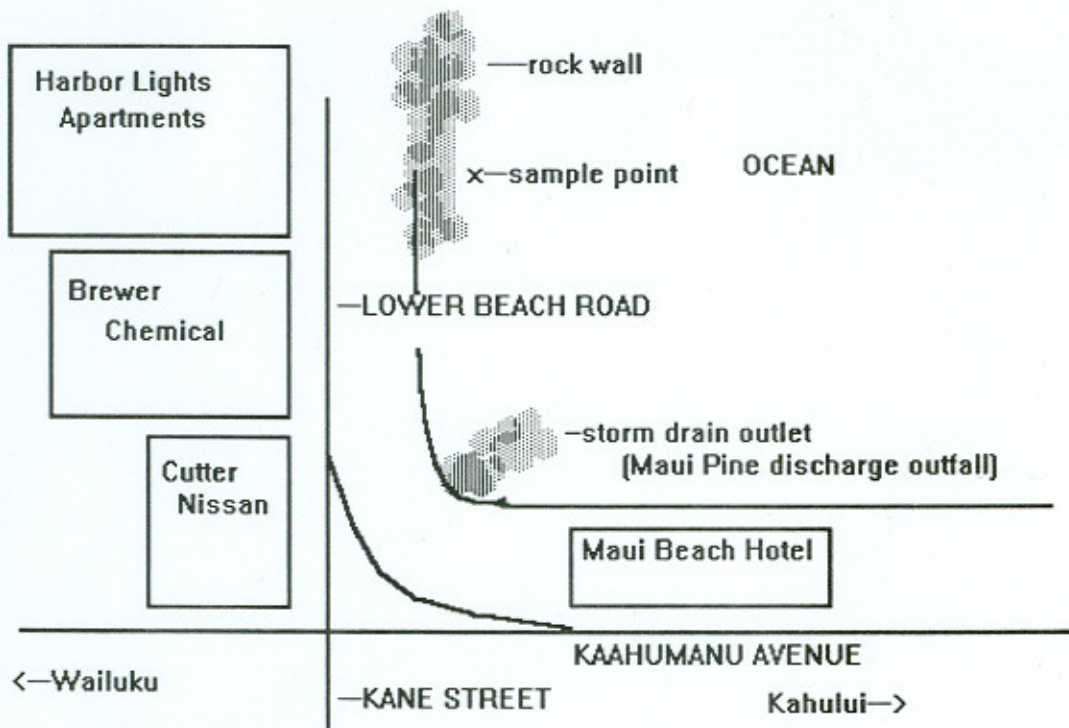 Harbor Lights
Apartments
—rock wall
x—sample point
OCEAN
Brewer
Chemical
—LOWER BEACH ROAD
Cutter
Nissan
—storm drain outlet
(Maui Pine discharge outfall)
Maui Beach Hotel
KAAHUMANU AVENUE
<—Wailuku
—KANE STREET
Kahului—>